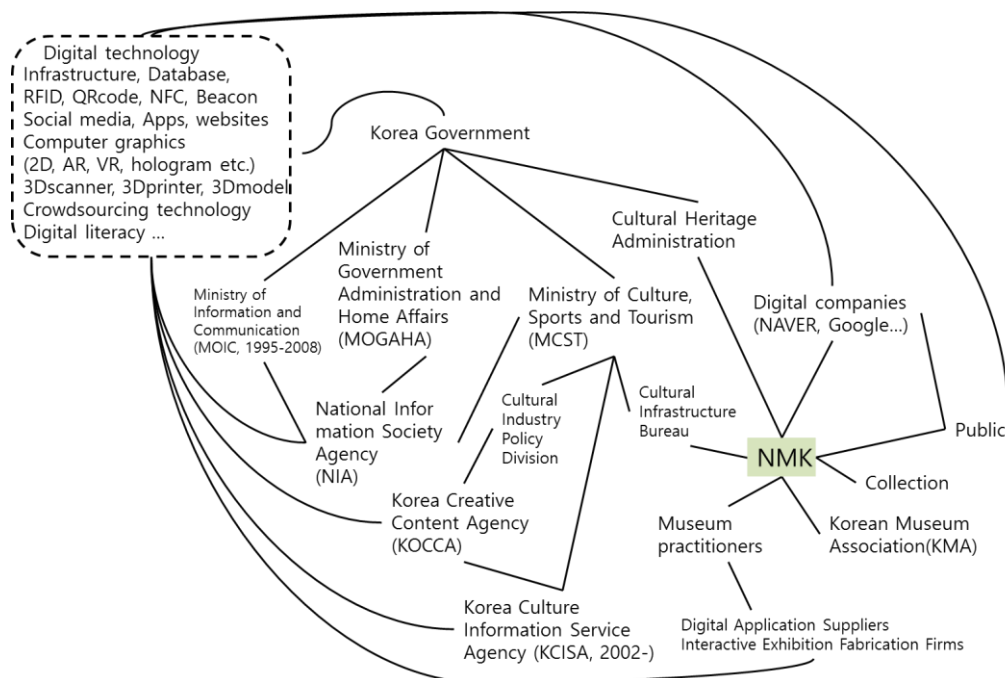 Digital technology
Infrastructure, Database,
RFID, QRcode, NFC, Beacon
Social media, Apps, websites
Computer graphics
(2D, AR, VR, hologram etc.)
3Dscanner, 3Dprinter, 3Dmodel
Crowdsourcing technology
Digital literacy ...
Korea Government
Cultural Heritage
Administration
Ministry of
Government
Administration and
Home Affairs
(MOGAHA)
Ministry of
Information and
Communication
(MOIC, 1995-2008)
Ministry of Culture,
Sports and Tourism
(MCST)
Digital companies
(NAVER, Google...)
National Infor
mation Society
Agency
(NIA)
Cultural
Industry
Policy
Division
Cultural
Infrastructure
Bureau
Public
NMK
Collection
Korea Creative
Content Agency
(KOCCA)
Museum
practitioners
Korean Museum
Association(KMA)
Korea Culture
Information Service
Agency (KCISA, 2002-)
Digital Application Suppliers
Interactive Exhibition Fabrication Firms